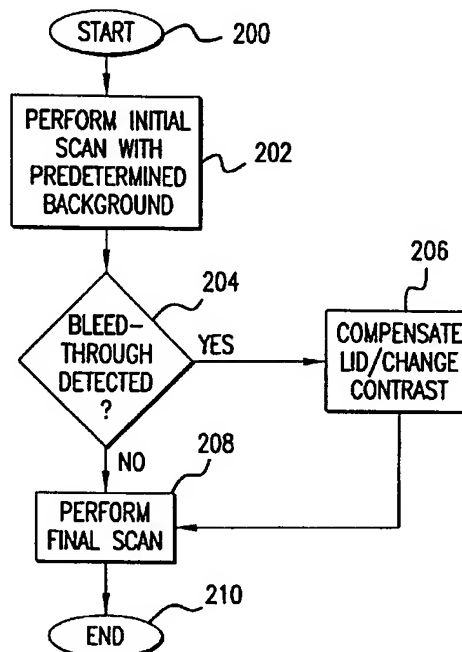 START
200
PERFORM INITIAL
SCAN WITH
PREDETERMINED
BACKGROUND
202
204
BLEED-
THROUGH
DETECTED
?
YES
206
COMPENSATE
LID/CHANGE
CONTRAST
NO
208
PERFORM
FINAL SCAN
210
END